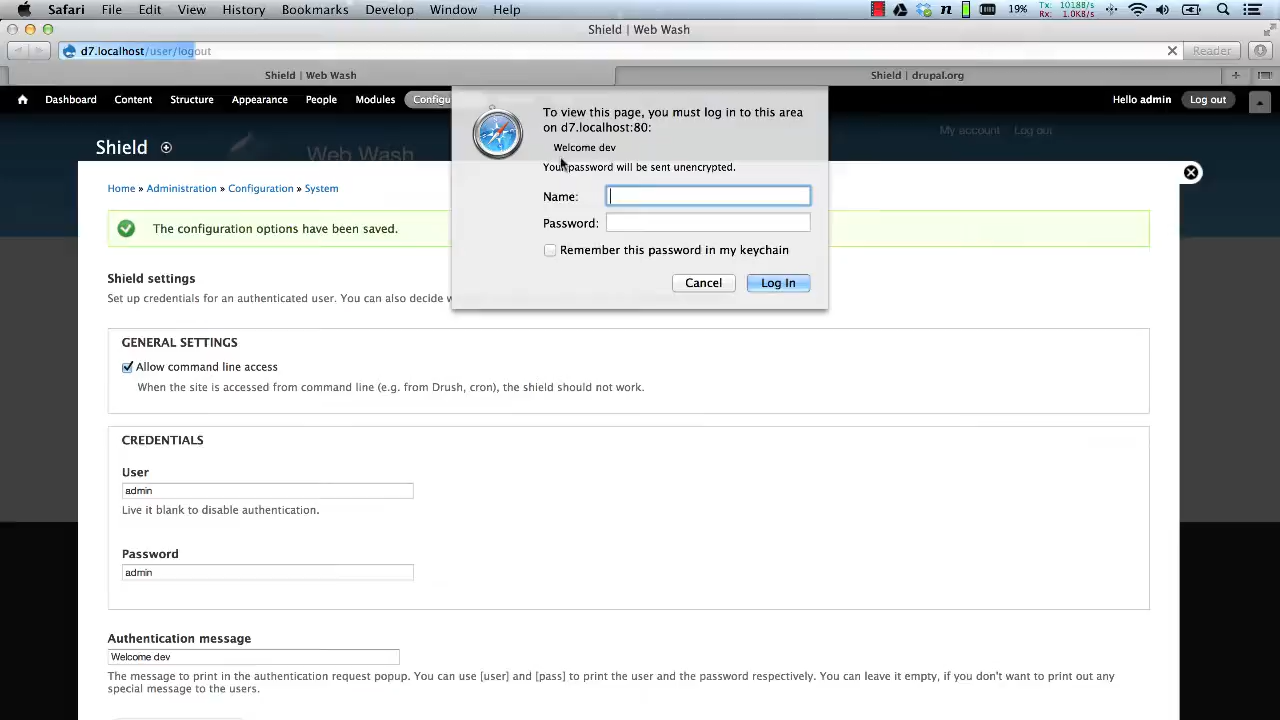 Safari File Edit View History Bookmarks Develop Window Help 19% Tx: 1018B/s
Rx: 1.0KB/s
Shield | Web Wash
d7.localhost/user/logout Reader
Shield | Web Wash Shield | drupal.org
Dashboard Content Structure Appearance People Modules Configu Hello admin Log out
To view this page, you must log in to this area
on d7.localhost:80:
Welcome dev
Your password will be sent unencrypted.
Name:
Password:
Remember this password in my keychain
Cancel Log In
My account Log out
Shield
Web Wash
Home » Administration » Configuration » System
The configuration options have been saved.
Shield settings
Set up credentials for an authenticated user. You can also decide w
GENERAL SETTINGS
Allow command line access
When the site is accessed from command line (e.g. from Drush, cron), the shield should not work.
CREDENTIALS
User
admin
Live it blank to disable authentication.
Password
admin
Authentication message
Welcome dev
The message to print in the authentication request popup. You can use [user] and [pass] to print the user and the password respectively. You can leave it empty, if you don't want to print out any
special message to the users.